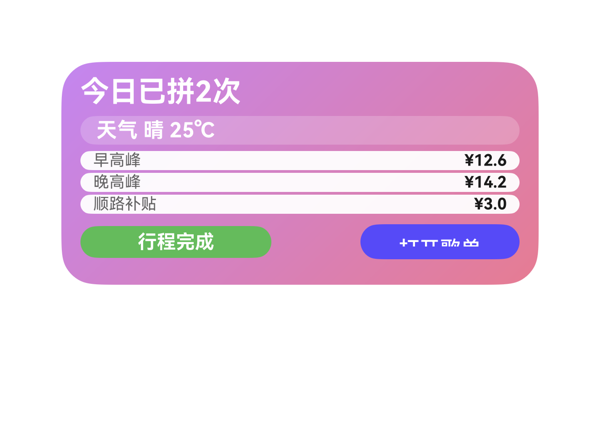 今日已拼2次
天气 晴 25℃
早高峰 ¥12.6
晚高峰 ¥14.2
顺路补贴 ¥3.0
行程完成